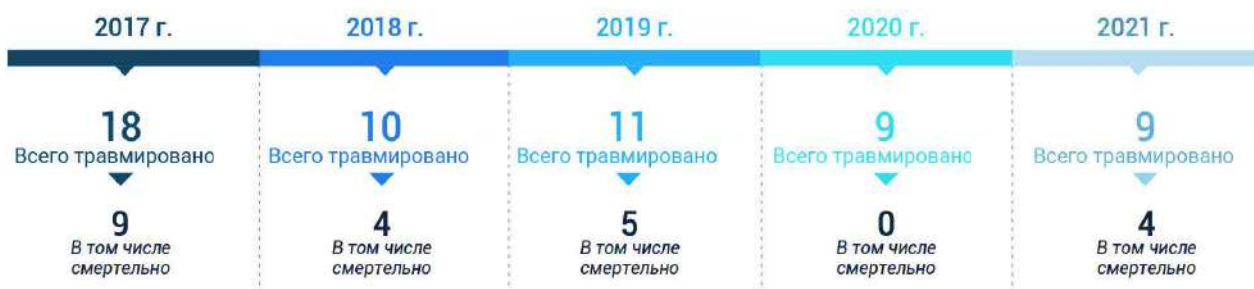 2017 г.
2018 г.
2019 г.
2020 г.
2021 г.
18
Всего травмировано
9
В том числе
смертельно
10
Всего травмировано
4
В том числе
смертельно
11
Всего травмировано
5
В том числе
смертельно
9
Всего травмировано
0
В том числе
смертельно
9
Всего травмировано
4
В том числе
смертельно